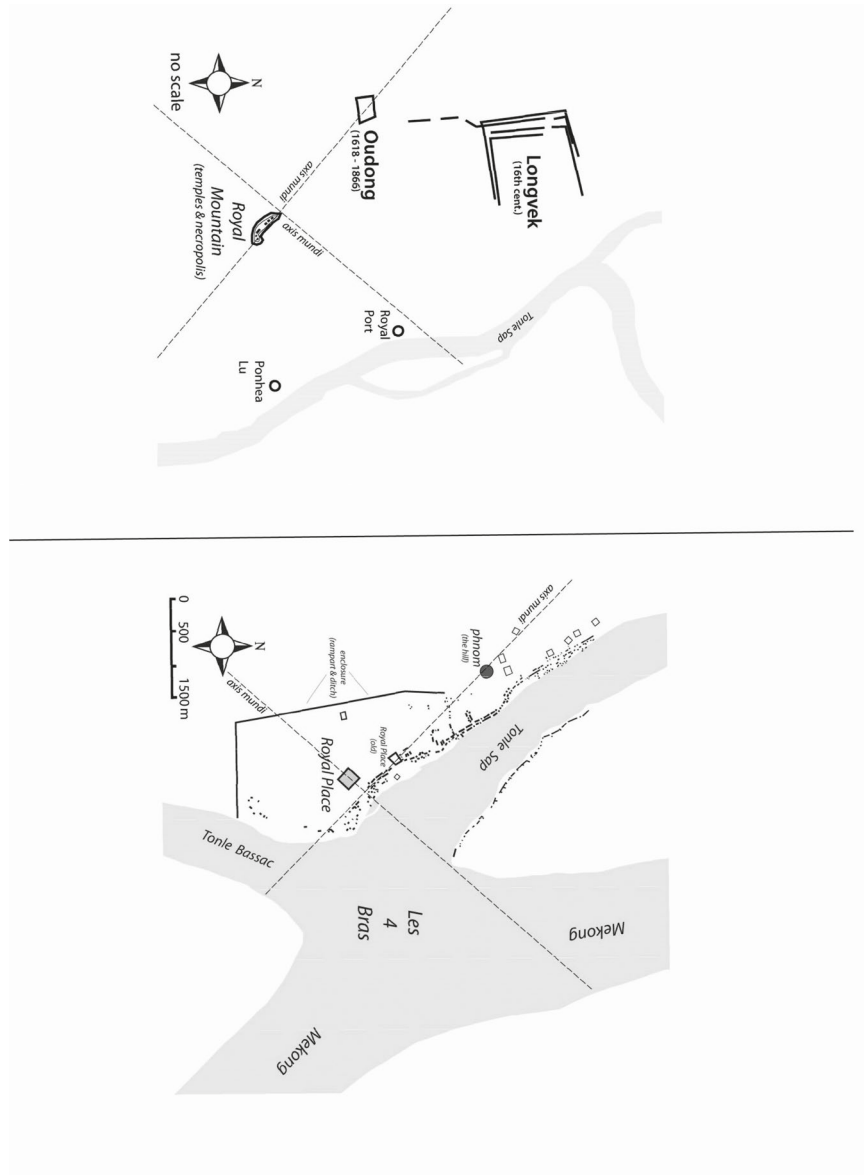 Longvek
(16th cent.)
Tonle Sap
Royal
Port
Oudong
(1618 - 1866)
axis mundi
axis mundi
Ponhea
Lu
N
Royal
Mountain
(temples & necropolis)
no scale
Mekong
axis mundi
Tonle Sap
phnom
(the hill)
Les
4
Bras
Royal Place
(old)
enclosure
(rampart & ditch)
Royal Place
Mekong
N
axis mundi
Tonle Bassac
0 500 1500 m